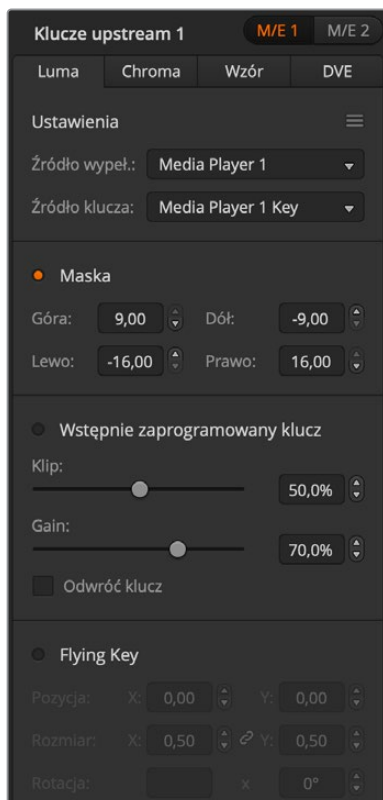 Klucze upstream 1 M/E 1 M/E 2
Luma Chroma Wzór DVE
Ustawienia
Źródło wypeł.: Media Player 1
Źródło klucza: Media Player 1 Key
Maska
Góra: 9,00 Dół: -9,00
Lewo: -16,00 Prawo: 16,00
Wstępnie zaprogramowany klucz
Klip:
50,0%
Gain:
70,0%
Odwróć klucz
Flying Key
Pozycja: X: 0,00 Y: 0,00
Rozmiar: X: 0,50 Y: 0,50
Rotacja: x 0°